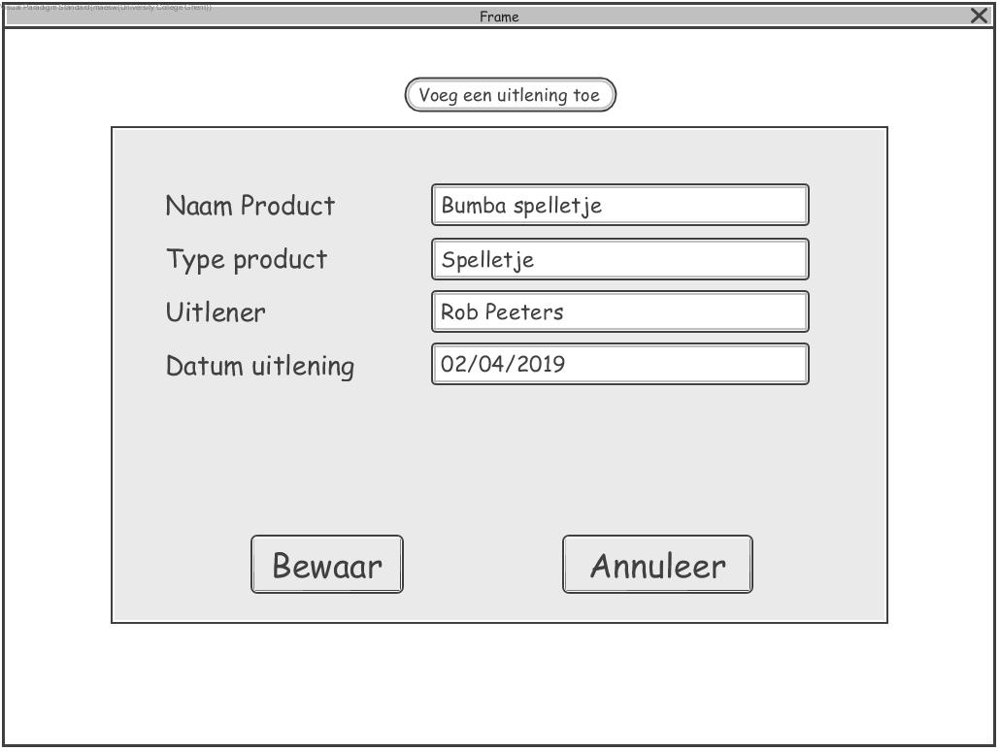 Visual Paradigm Standard(maesw(University College Ghent))
Frame
Voeg een uitlening toe
Naam Product
Bumba spelletje
Type product
Spelletje
Uitlener
Rob Peeters
Datum uitlening
02/04/2019
Bewaar
Annuleer